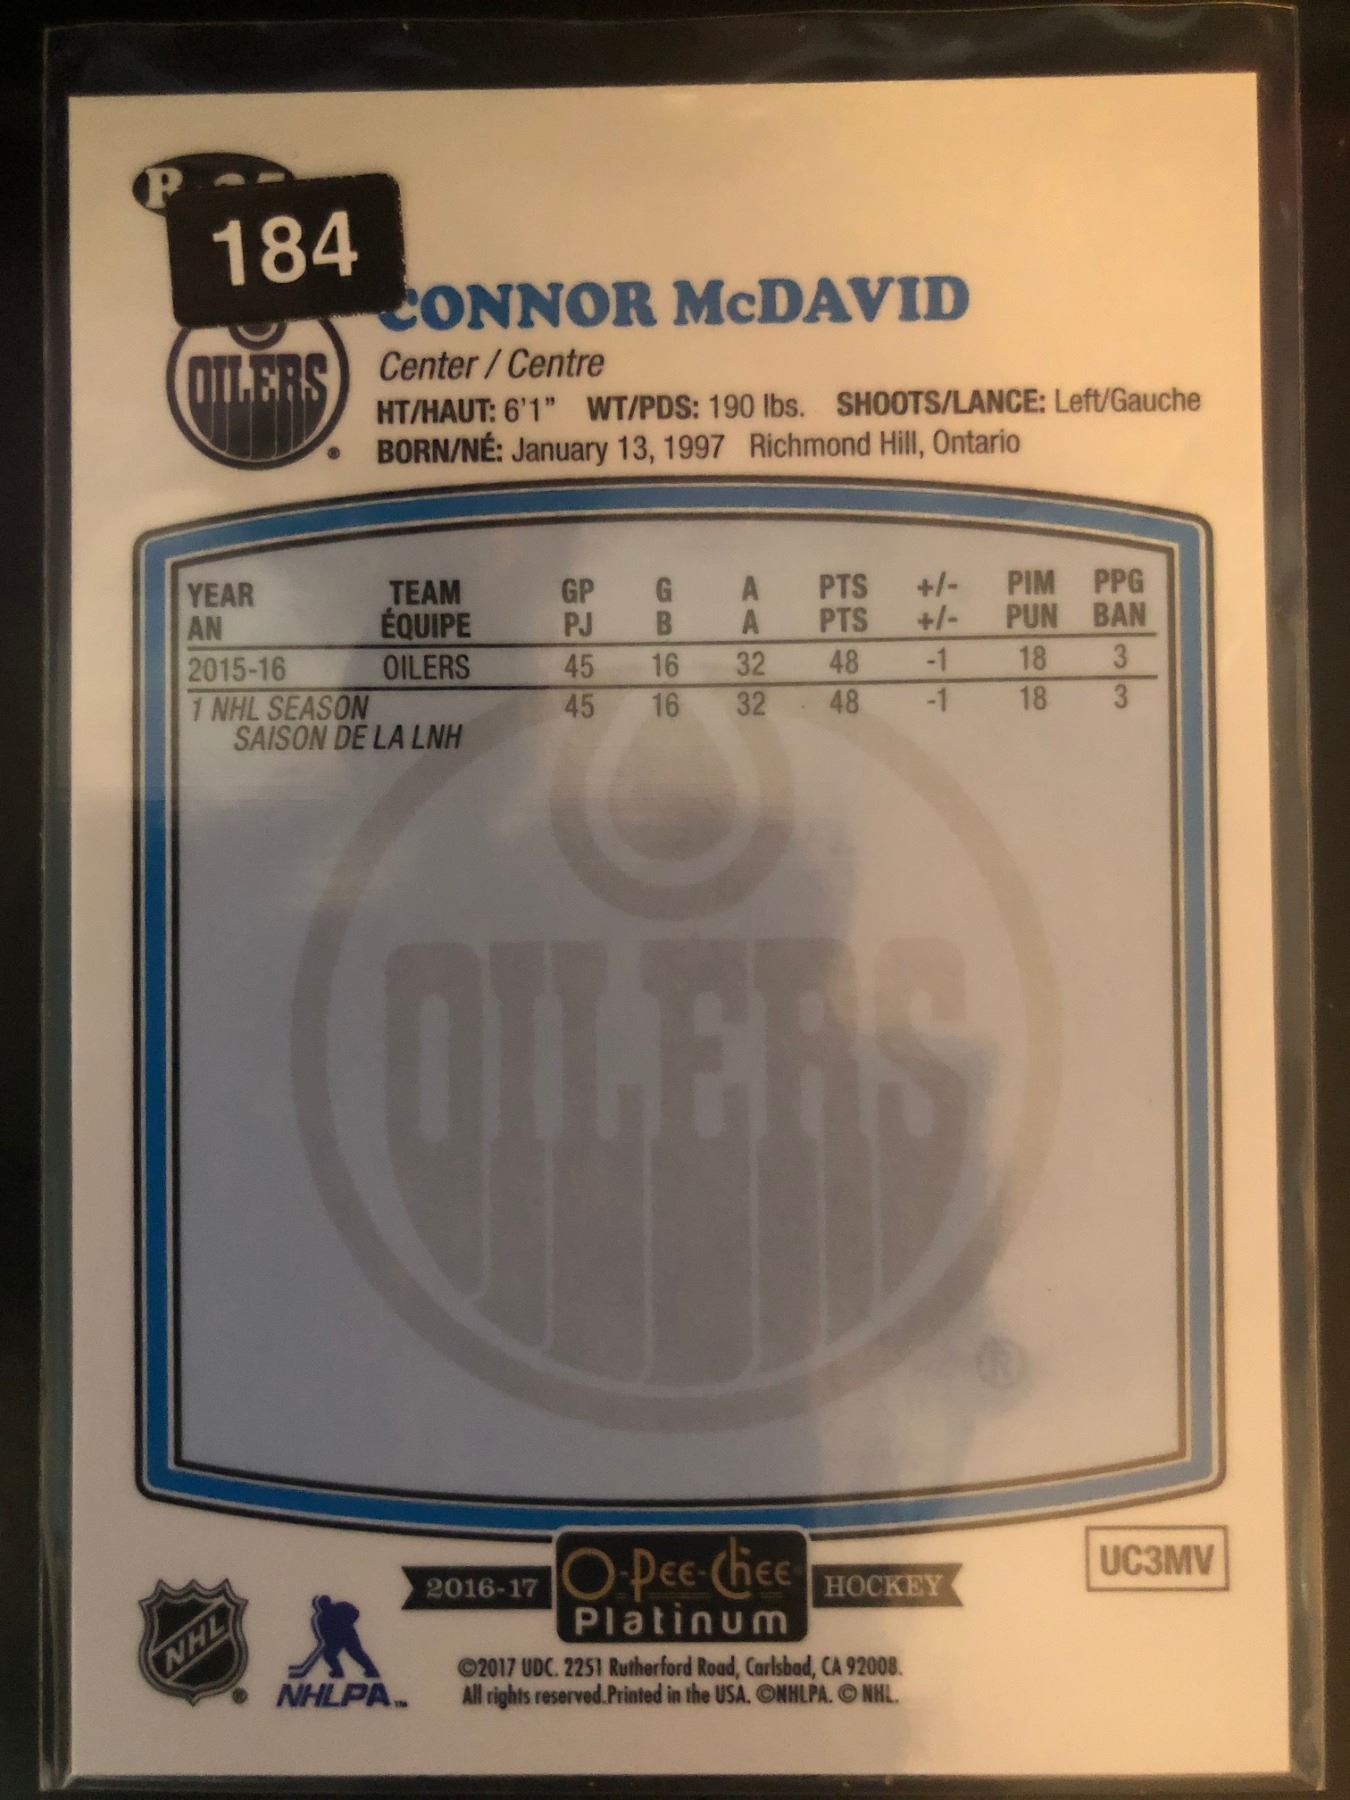 184
CONNOR McDAVID
OILERS
Center / Centre
HT/HAUT: 6'1" WT/PDS: 190 lbs. SHOOTS/LANCE: Left/Gauche
BORN/NÉ: January 13, 1997 Richmond Hill, Ontario
YEAR TEAM GP G A PTS +/- PIM PPG
AN ÉQUIPE PJ B A PTS +/- PUN BAN
2015-16 OILERS 45 16 32 48 -1 18 3
1 NHL SEASON 45 16 32 48 -1 18 3
SAISON DE LA LNH
OILERS
®
UC3MV
2016-17 O-Pee-Chee HOCKEY
Platinum
NHL ®
NHLPA™
©2017 UDC. 2251 Rutherford Road, Carlsbad, CA 92008.
All rights reserved.Printed in the USA. ©NHLPA. © NHL.